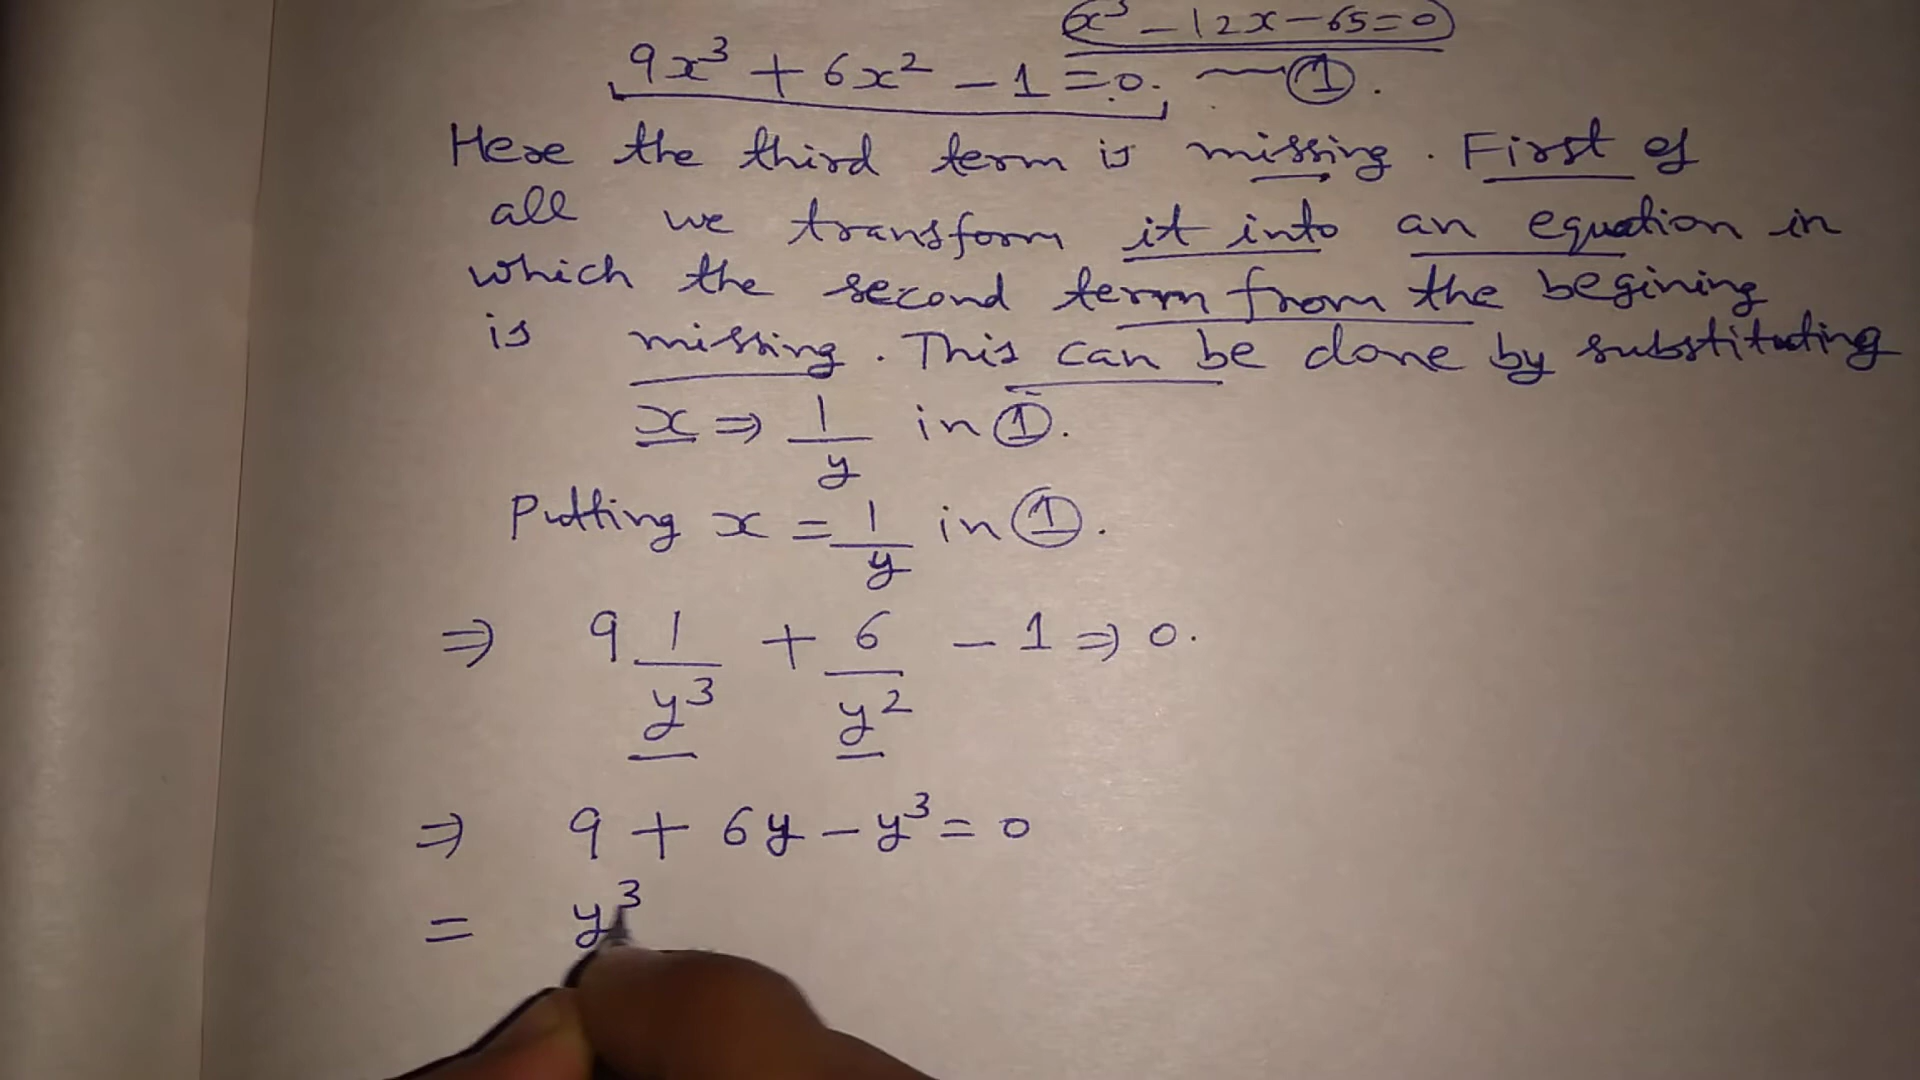 x³ - 12x - 65 = 0
9x³ + 6x² - 1 = 0. — ①.
Here the third term is missing. First of
all we transform it into an equation in
which the second term from the begining
is missing. This can be done by substituting
x ⇒ 1/y in ①.
Putting x = 1/y in ①.
⇒ 9 1/y³ + 6/y² - 1 ⇒ 0.
⇒ 9 + 6y - y³ = 0
= y³